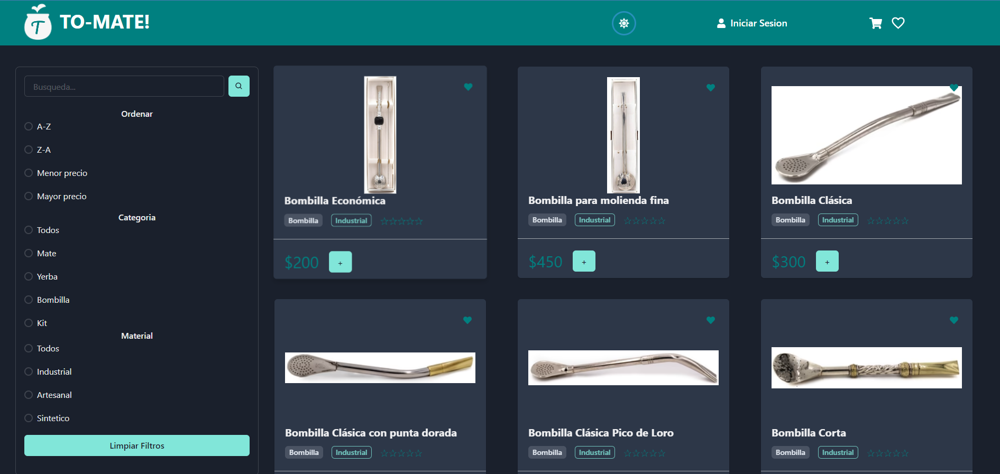 T
TO-MATE!
Iniciar Sesion
Busqueda...
Ordenar
A-Z
Z-A
Menor precio
Mayor precio
Categoria
Todos
Mate
Yerba
Bombilla
Kit
Material
Todos
Industrial
Artesanal
Sintetico
Limpiar Filtros
Bombilla Económica
Bombilla Industrial ☆☆☆☆☆
$200 +
Bombilla para molienda fina
Bombilla Industrial ☆☆☆☆☆
$450 +
Bombilla Clásica
Bombilla Industrial ☆☆☆☆☆
$300 +
Bombilla Clásica con punta dorada
Bombilla Industrial ☆☆☆☆☆
Bombilla Clásica Pico de Loro
Bombilla Industrial ☆☆☆☆☆
Bombilla Corta
Bombilla Industrial ☆☆☆☆☆